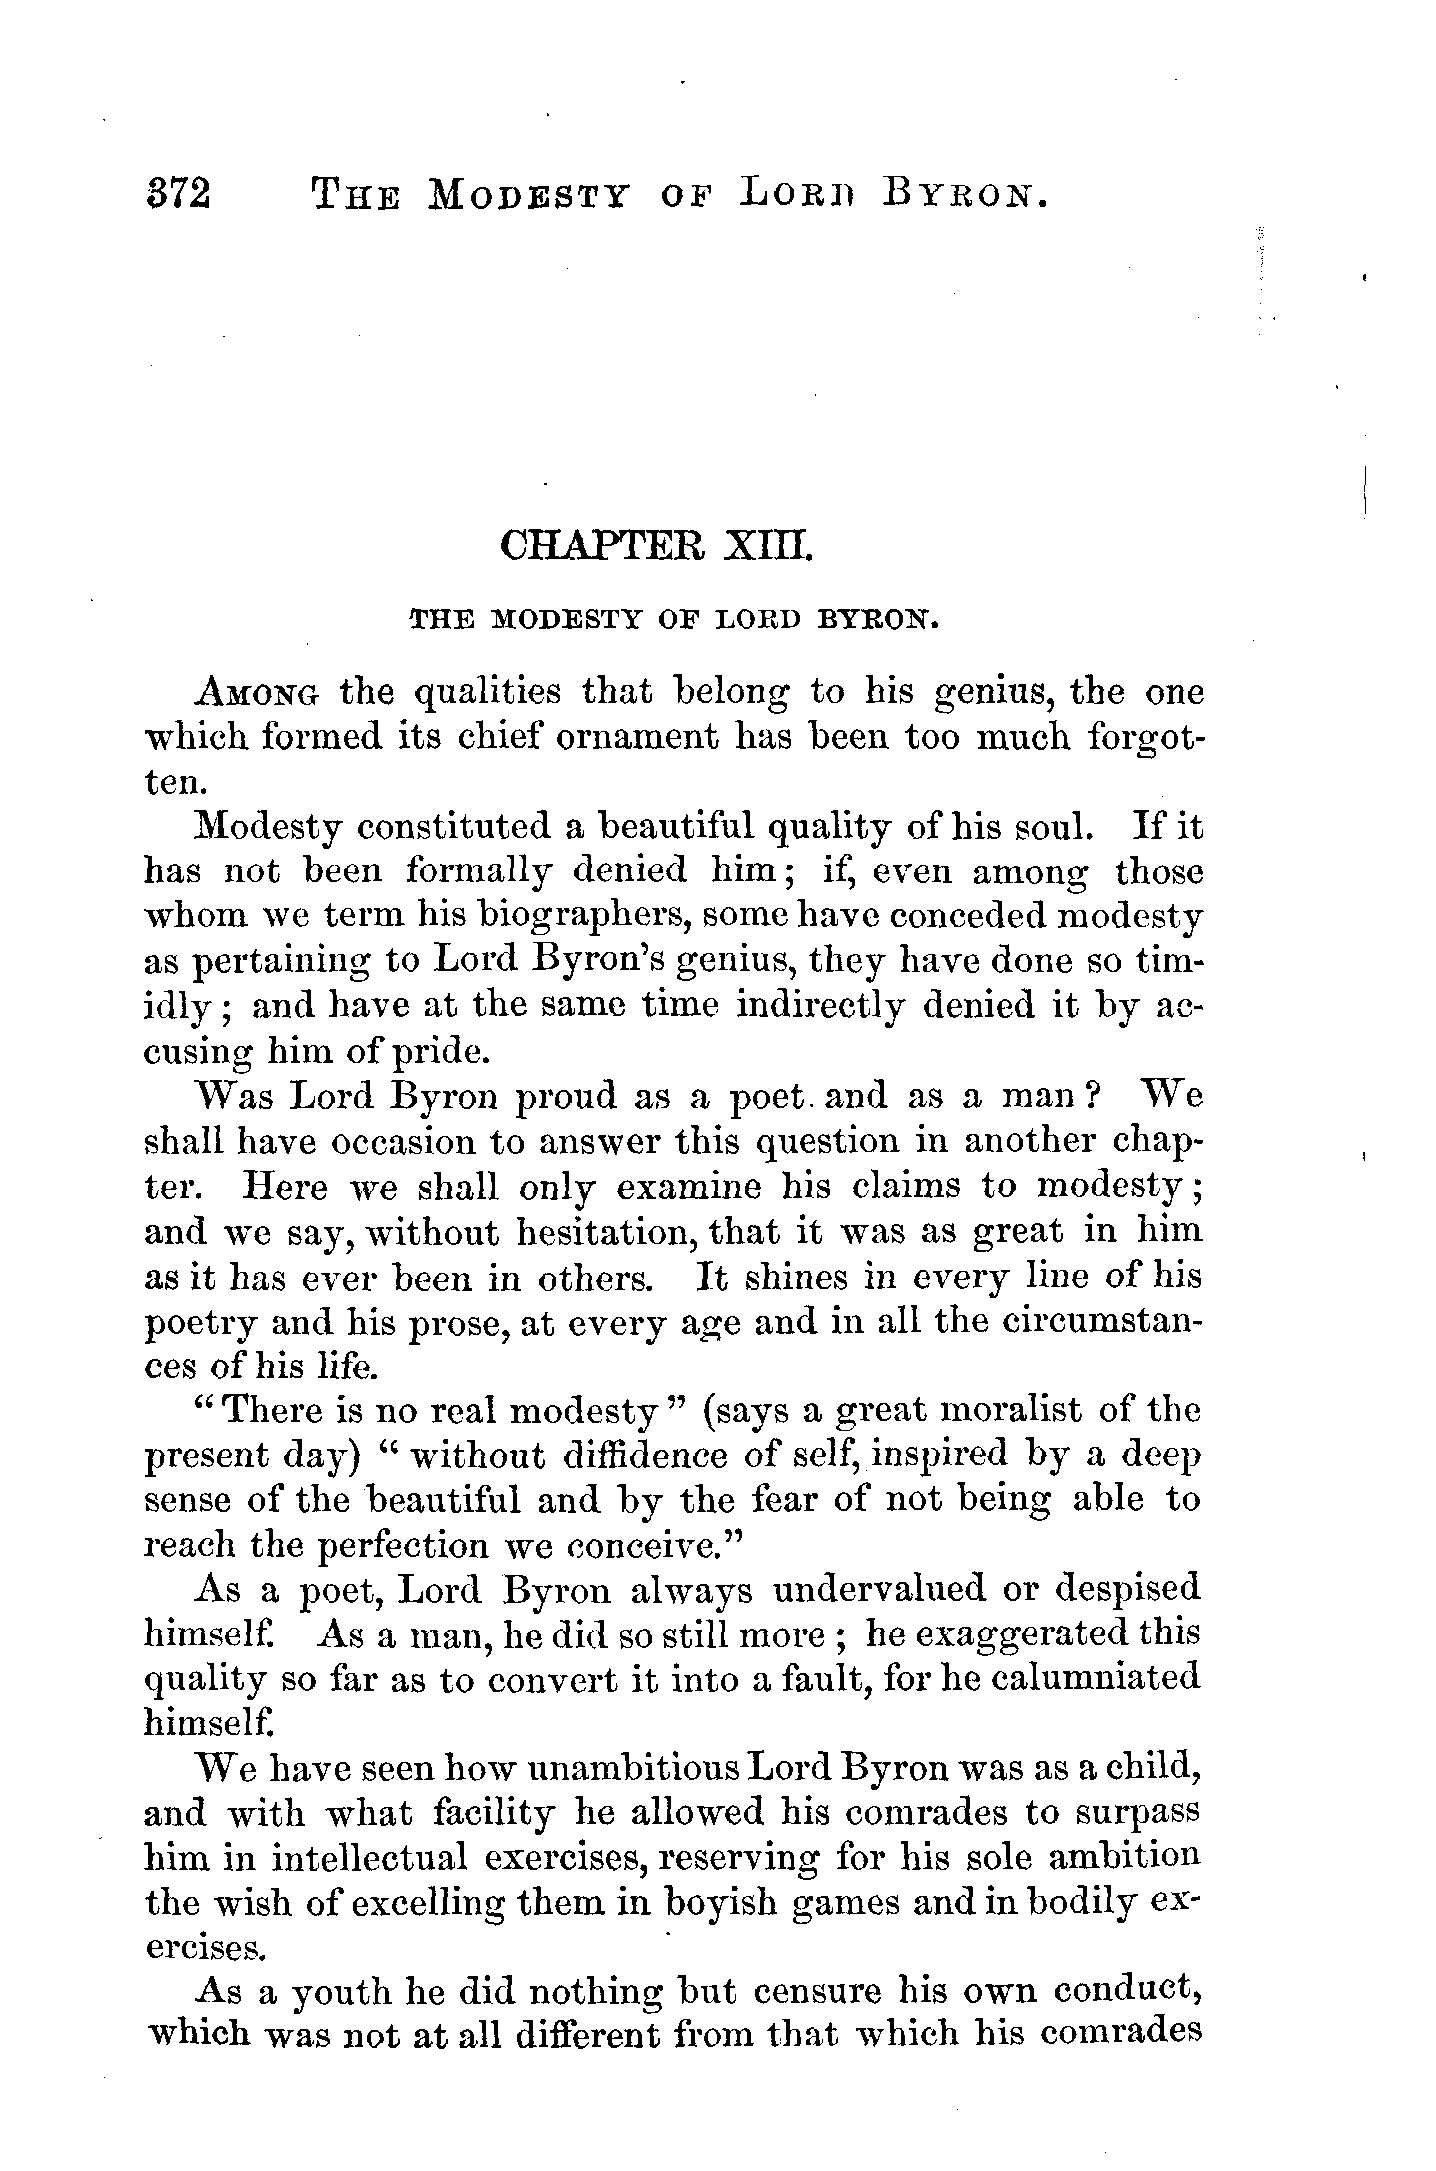 372 THE MODESTY OF LORD BYRON.
CHAPTER XIII.
THE MODESTY OF LORD BYRON.
AMONG the qualities that belong to his genius, the one
which formed its chief ornament has been too much forgot-
ten.
Modesty constituted a beautiful quality of his soul. If it
has not been formally denied him; if, even among those
whom we term his biographers, some have conceded modesty
as pertaining to Lord Byron's genius, they have done so tim-
idly; and have at the same time indirectly denied it by ac-
cusing him of pride.
Was Lord Byron proud as a poet and as a man? We
shall have occasion to answer this question in another chap-
ter. Here we shall only examine his claims to modesty;
and we say, without hesitation, that it was as great in him
as it has ever been in others. It shines in every line of his
poetry and his prose, at every age and in all the circumstan-
ces of his life.
"There is no real modesty" (says a great moralist of the
present day) "without diffidence of self, inspired by a deep
sense of the beautiful and by the fear of not being able to
reach the perfection we conceive."
As a poet, Lord Byron always undervalued or despised
himself. As a man, he did so still more; he exaggerated this
quality so far as to convert it into a fault, for he calumniated
himself.
We have seen how unambitious Lord Byron was as a child,
and with what facility he allowed his comrades to surpass
him in intellectual exercises, reserving for his sole ambition
the wish of excelling them in boyish games and in bodily ex-
ercises.
As a youth he did nothing but censure his own conduct,
which was not at all different from that which his comrades